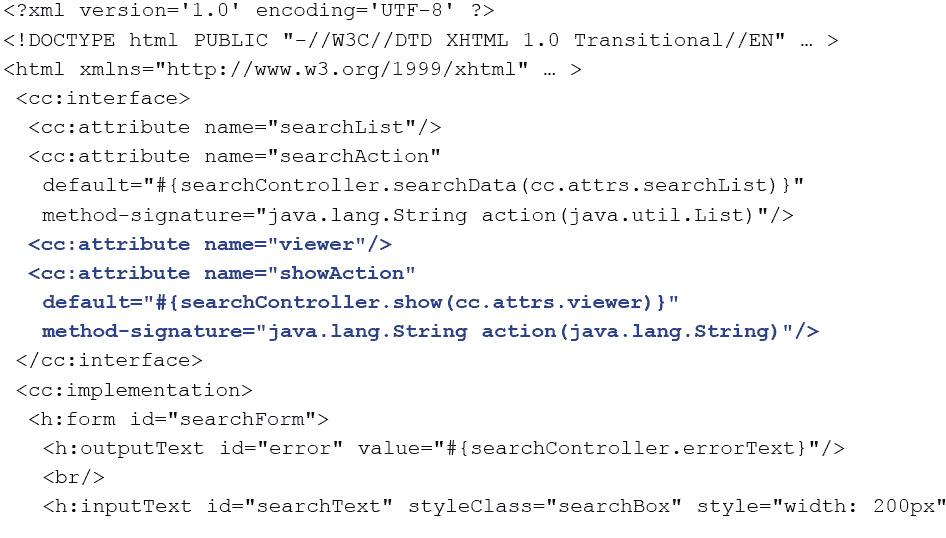 <?xml version='1.0' encoding='UTF-8' ?>
<!DOCTYPE html PUBLIC "-//W3C//DTD XHTML 1.0 Transitional//EN" … >
<html xmlns="http://www.w3.org/1999/xhtml" … >
<cc:interface>
<cc:attribute name="searchList"/>
<cc:attribute name="searchAction"
default="#{searchController.searchData(cc.attrs.searchList)}"
method-signature="java.lang.String action(java.util.List)"/>
<cc:attribute name="viewer"/>
<cc:attribute name="showAction"
default="#{searchController.show(cc.attrs.viewer)}"
method-signature="java.lang.String action(java.lang.String)"/>
</cc:interface>
<cc:implementation>
<h:form id="searchForm">
<h:outputText id="error" value="#{searchController.errorText}"/>
<br/>
<h:inputText id="searchText" styleClass="searchBox" style="width: 200px"